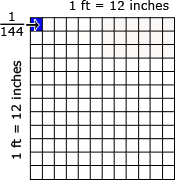 1 ft = 12 inches
1
144
1 ft = 12 inches